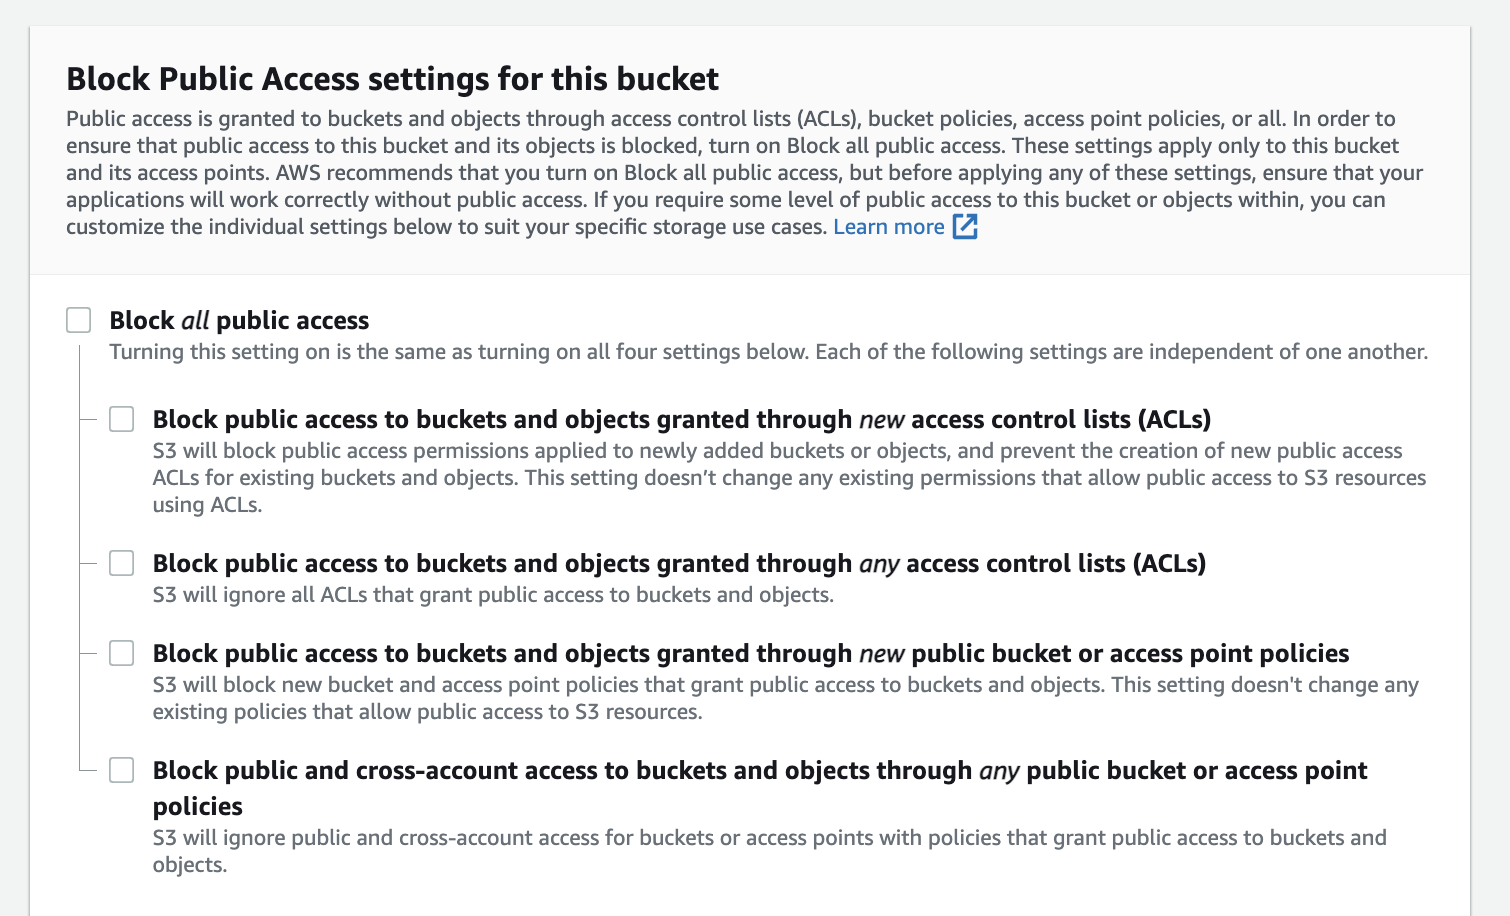 Block Public Access settings for this bucket
Public access is granted to buckets and objects through access control lists (ACLs), bucket policies, access point policies, or all. In order to
ensure that public access to this bucket and its objects is blocked, turn on Block all public access. These settings apply only to this bucket
and its access points. AWS recommends that you turn on Block all public access, but before applying any of these settings, ensure that your
applications will work correctly without public access. If you require some level of public access to this bucket or objects within, you can
customize the individual settings below to suit your specific storage use cases. Learn more
Block all public access
Turning this setting on is the same as turning on all four settings below. Each of the following settings are independent of one another.
Block public access to buckets and objects granted through new access control lists (ACLs)
S3 will block public access permissions applied to newly added buckets or objects, and prevent the creation of new public access
ACLs for existing buckets and objects. This setting doesn’t change any existing permissions that allow public access to S3 resources
using ACLs.
Block public access to buckets and objects granted through any access control lists (ACLs)
S3 will ignore all ACLs that grant public access to buckets and objects.
Block public access to buckets and objects granted through new public bucket or access point policies
S3 will block new bucket and access point policies that grant public access to buckets and objects. This setting doesn't change any
existing policies that allow public access to S3 resources.
Block public and cross-account access to buckets and objects through any public bucket or access point
policies
S3 will ignore public and cross-account access for buckets or access points with policies that grant public access to buckets and
objects.